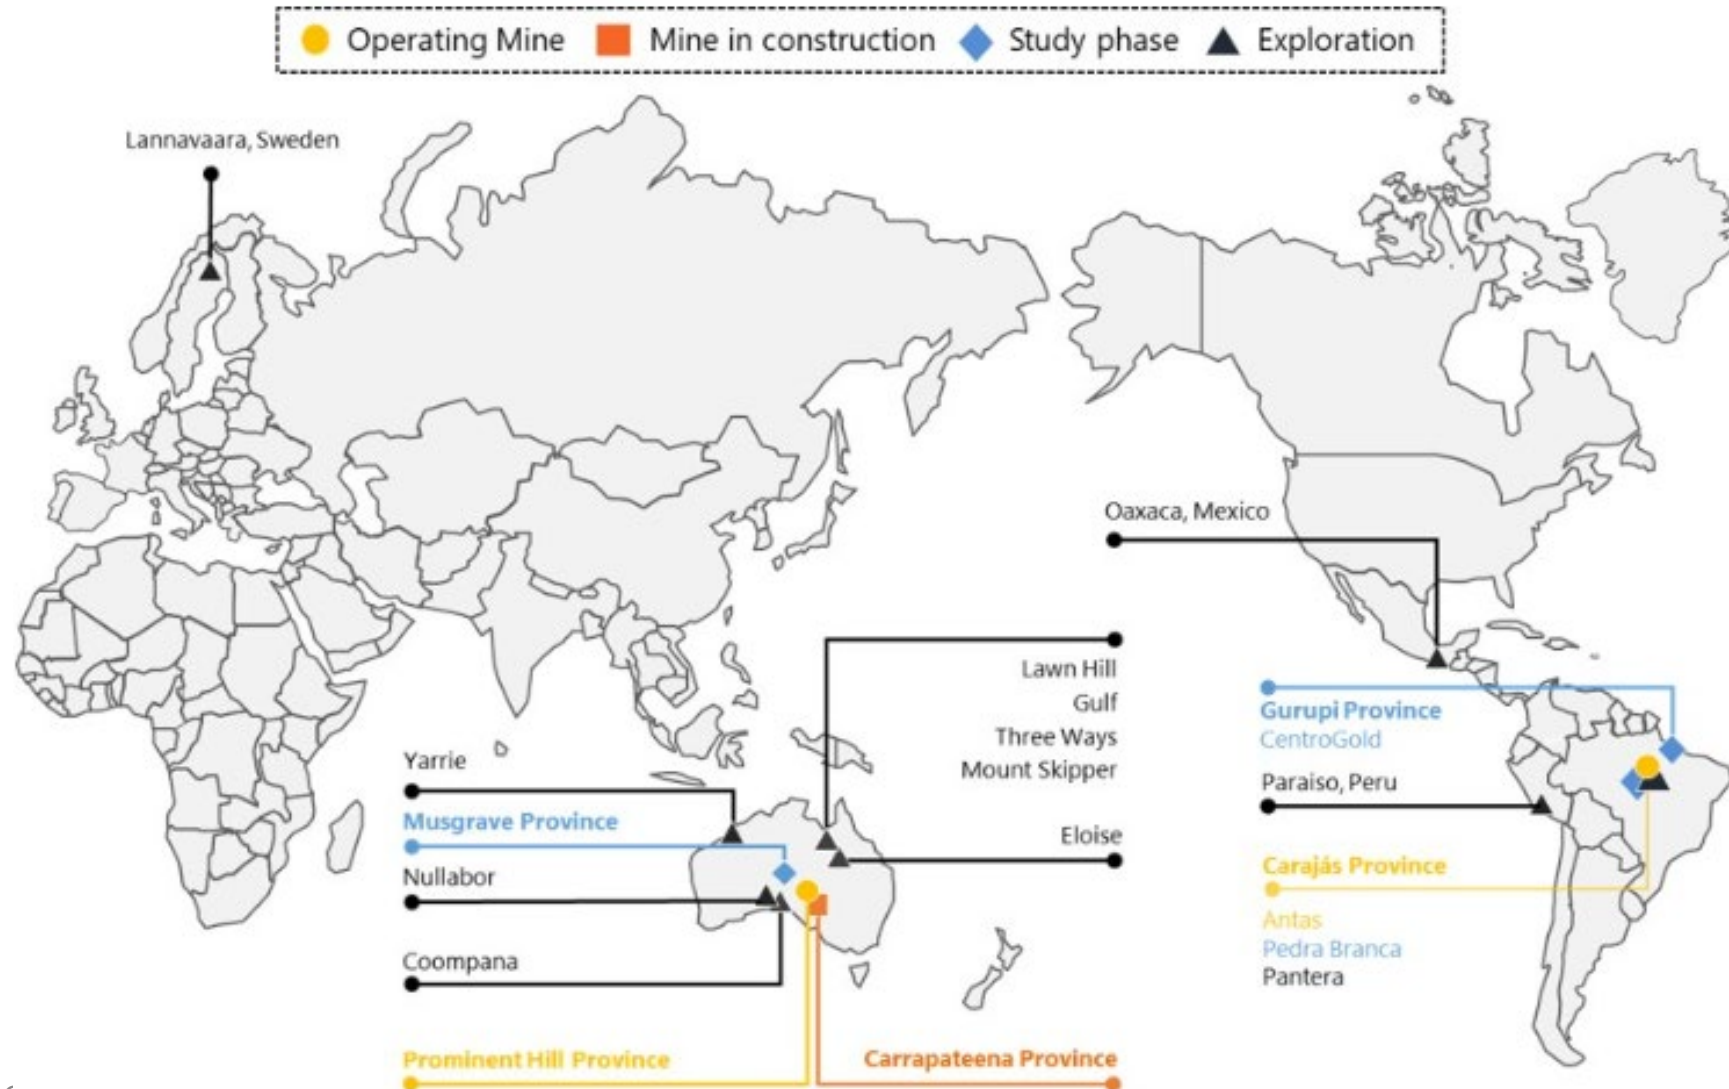 Operating Mine
Mine in construction
Study phase
Exploration
Lannavaara, Sweden
Oaxaca, Mexico
Lawn Hill
Gulf
Three Ways
Mount Skipper
Eloise
Yarrie
Musgrave Province
Nullabor
Coompana
Prominent Hill Province
Carrapateena Province
Gurupi Province
CentroGold
Paraiso, Peru
Carajás Province
Antas
Pedra Branca
Pantera